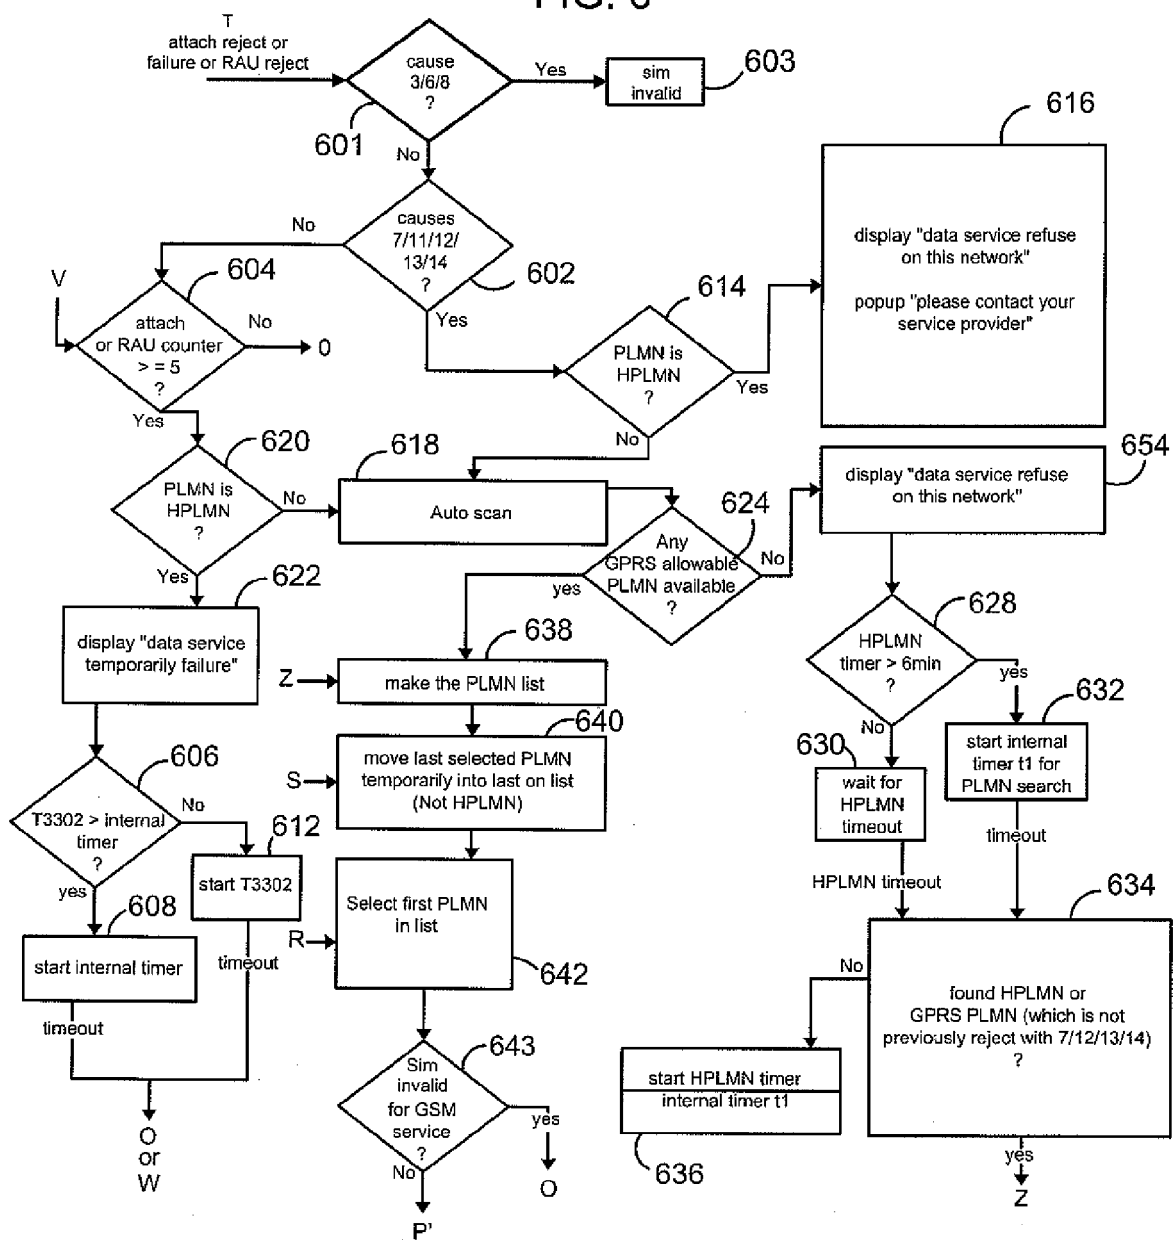 T
attach reject or
failure or RAU reject
cause
3/6/8
?
601
Yes
sim
invalid
603
No
causes
7/11/12/
13/14
?
602
No
Yes
616
display "data service refuse
on this network"
popup "please contact your
service provider"
V
604
attach
or RAU counter
> = 5
?
No
0
Yes
614
PLMN is
HPLMN
?
Yes
No
620
PLMN is
HPLMN
?
No
Yes
618
Auto scan
624
Any
GPRS allowable
PLMN available
?
No
yes
654
display "data service refuse
on this network"
622
display "data service
temporarily failure"
628
HPLMN
timer > 6min
?
yes
No
638
Z
make the PLMN list
640
S
move last selected PLMN
temporarily into last on list
(Not HPLMN)
630
wait for
HPLMN
timeout
632
start internal
timer t1 for
PLMN search
timeout
HPLMN timeout
606
T3302 > internal
timer
?
No
yes
612
start T3302
timeout
608
start internal timer
timeout
O
or
W
R
Select first PLMN
in list
642
643
Sim
invalid
for GSM
service
?
yes
O
No
P'
634
found HPLMN or
GPRS PLMN (which is not
previously reject with 7/12/13/14)
?
No
yes
Z
start HPLMN timer
internal timer t1
636